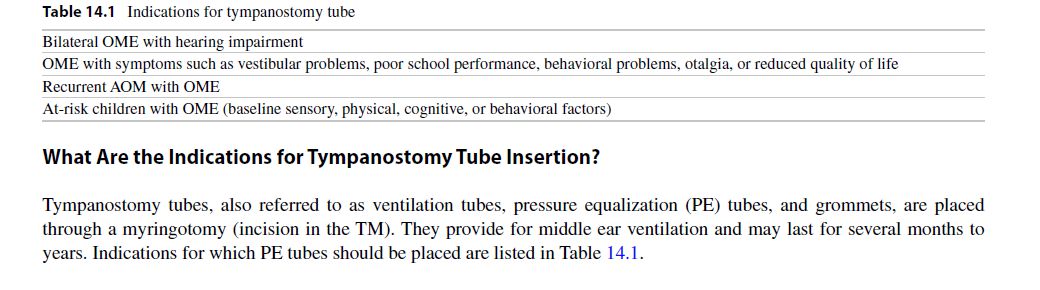 Table 14.1 Indications for tympanostomy tube
Bilateral OME with hearing impairment
OME with symptoms such as vestibular problems, poor school performance, behavioral problems, otalgia, or reduced quality of life
Recurrent AOM with OME
At-risk children with OME (baseline sensory, physical, cognitive, or behavioral factors)
What Are the Indications for Tympanostomy Tube Insertion?
Tympanostomy tubes, also referred to as ventilation tubes, pressure equalization (PE) tubes, and grommets, are placed
through a myringotomy (incision in the TM). They provide for middle ear ventilation and may last for several months to
years. Indications for which PE tubes should be placed are listed in Table 14.1.